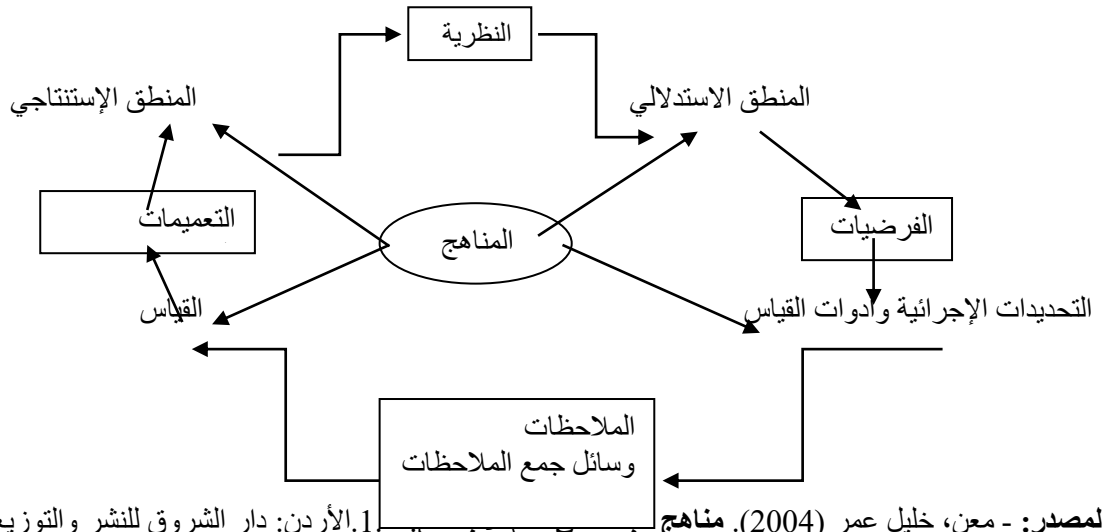 النظرية
المنطق الاستدلالي
المنطق الإستنتاجي
الفرضيات
التعميمات
المناهج
التحديدات الإجرائية وأدوات القياس
القياس
الملاحظات
وسائل جمع الملاحظات
لمصدر: - معن، خليل عمر (2004). مناهج 1.الأردن: دار الشروق للنشر والتوزيع